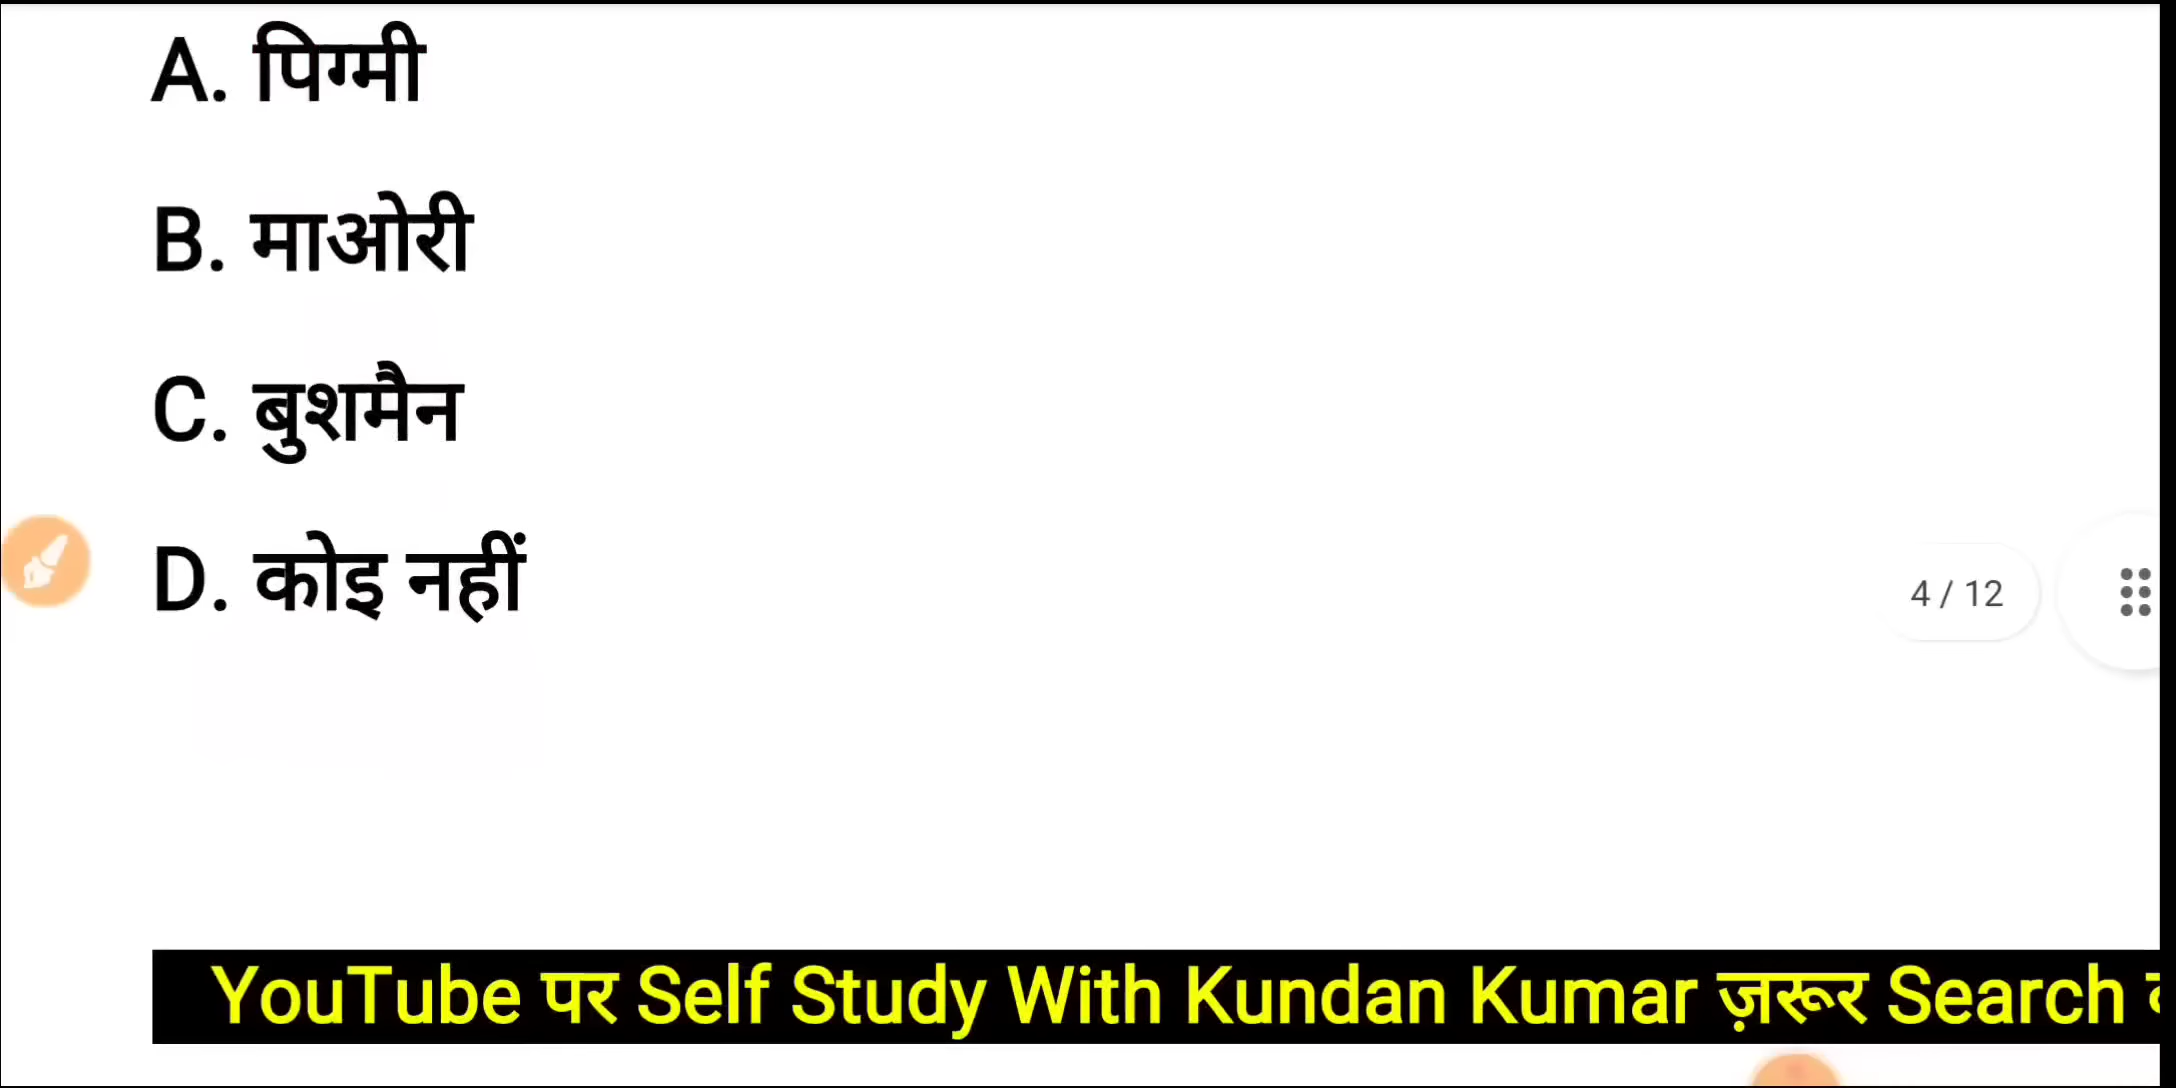 A. पिग्मी
B. माओरी
C. बुशमैन
D. कोइ नहीं
4 / 12
YouTube पर Self Study With Kundan Kumar ज़रूर Search